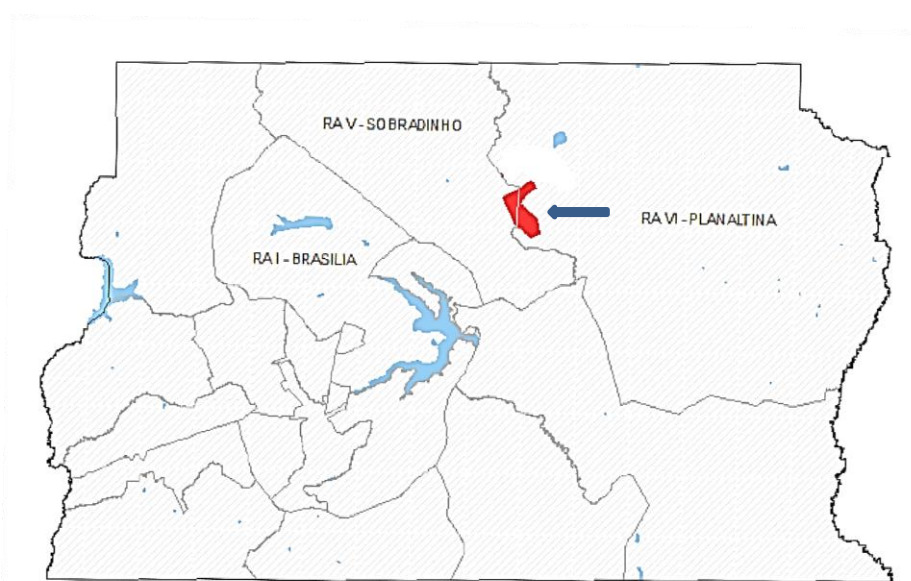 RA V - SOBRADINHO
RA VI - PLANALTINA
RA I - BRASILIA